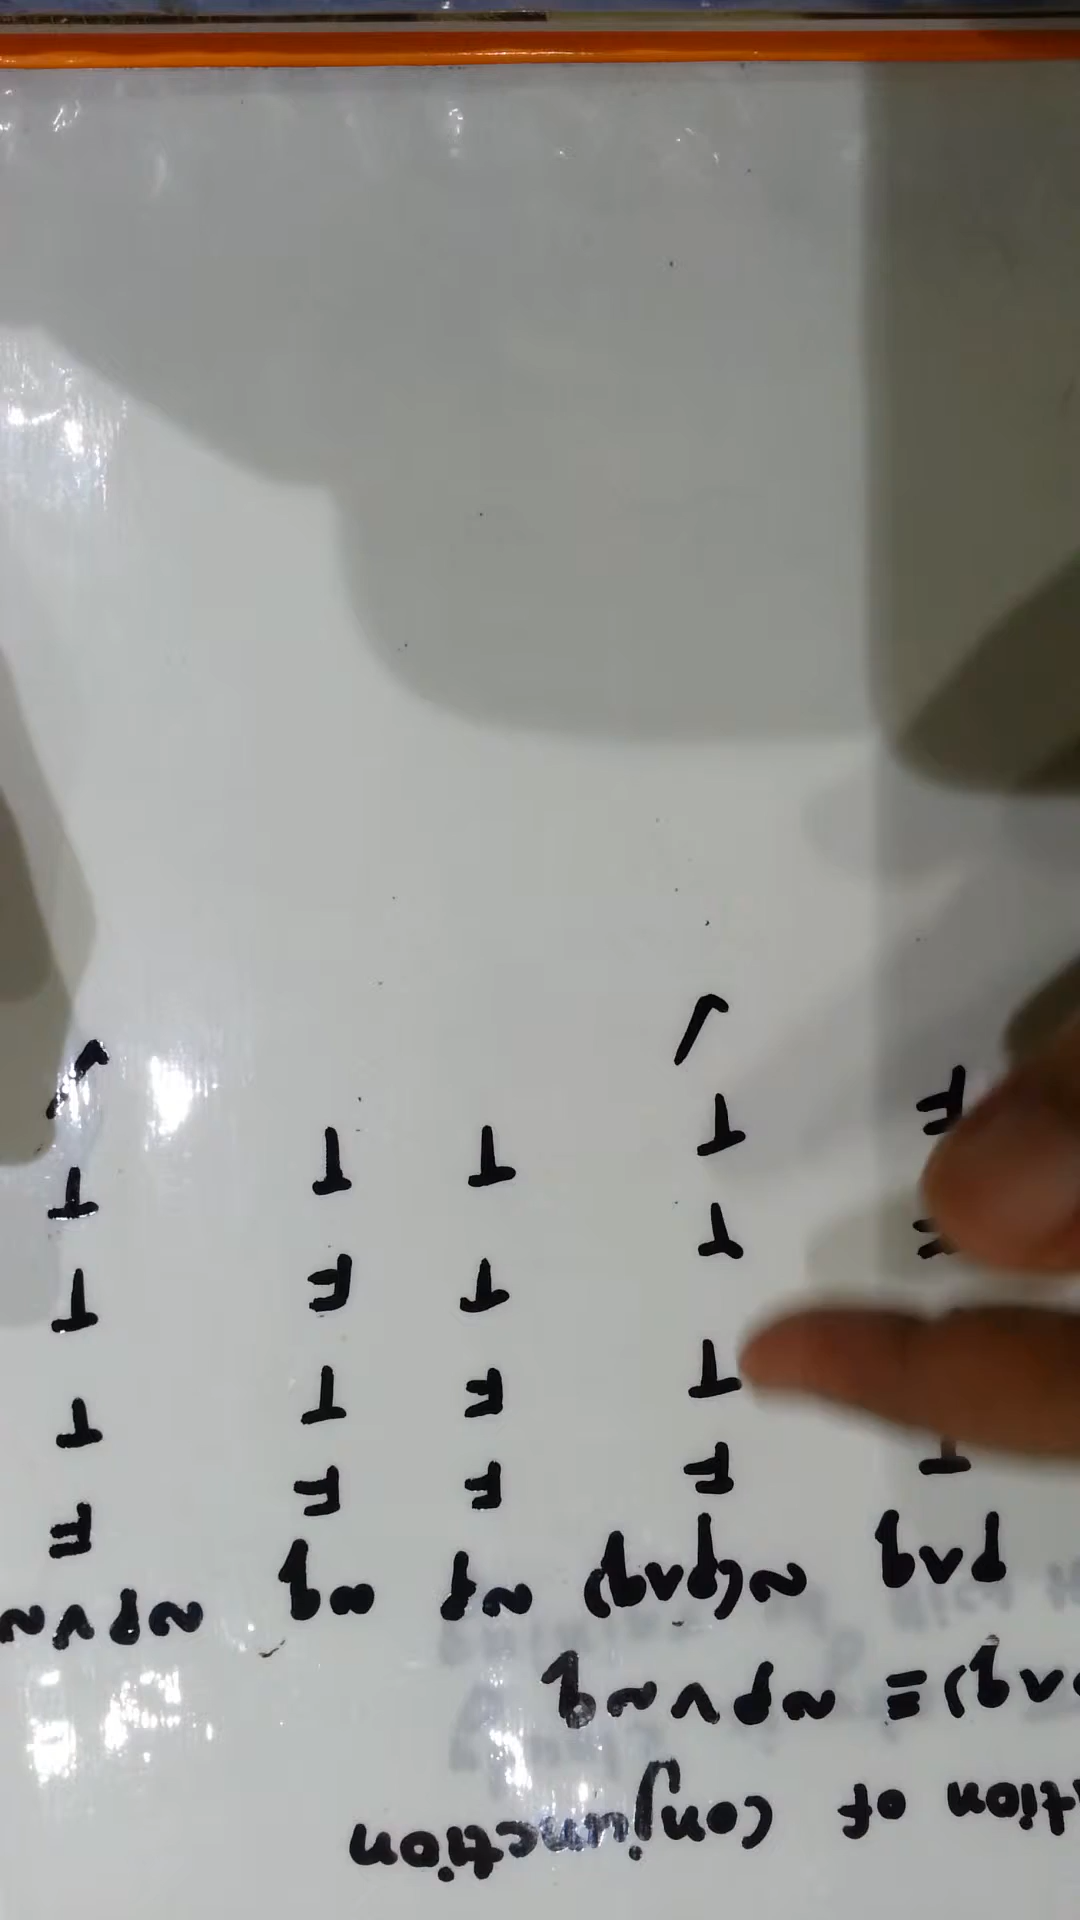 tion of conjunction
∧q) ≡ ~p∨~q
p∧q ~(p∧q) ~p ~q ~p∨~
T F F F F
T F T T
T T F T
F T T T T
✓ ✓